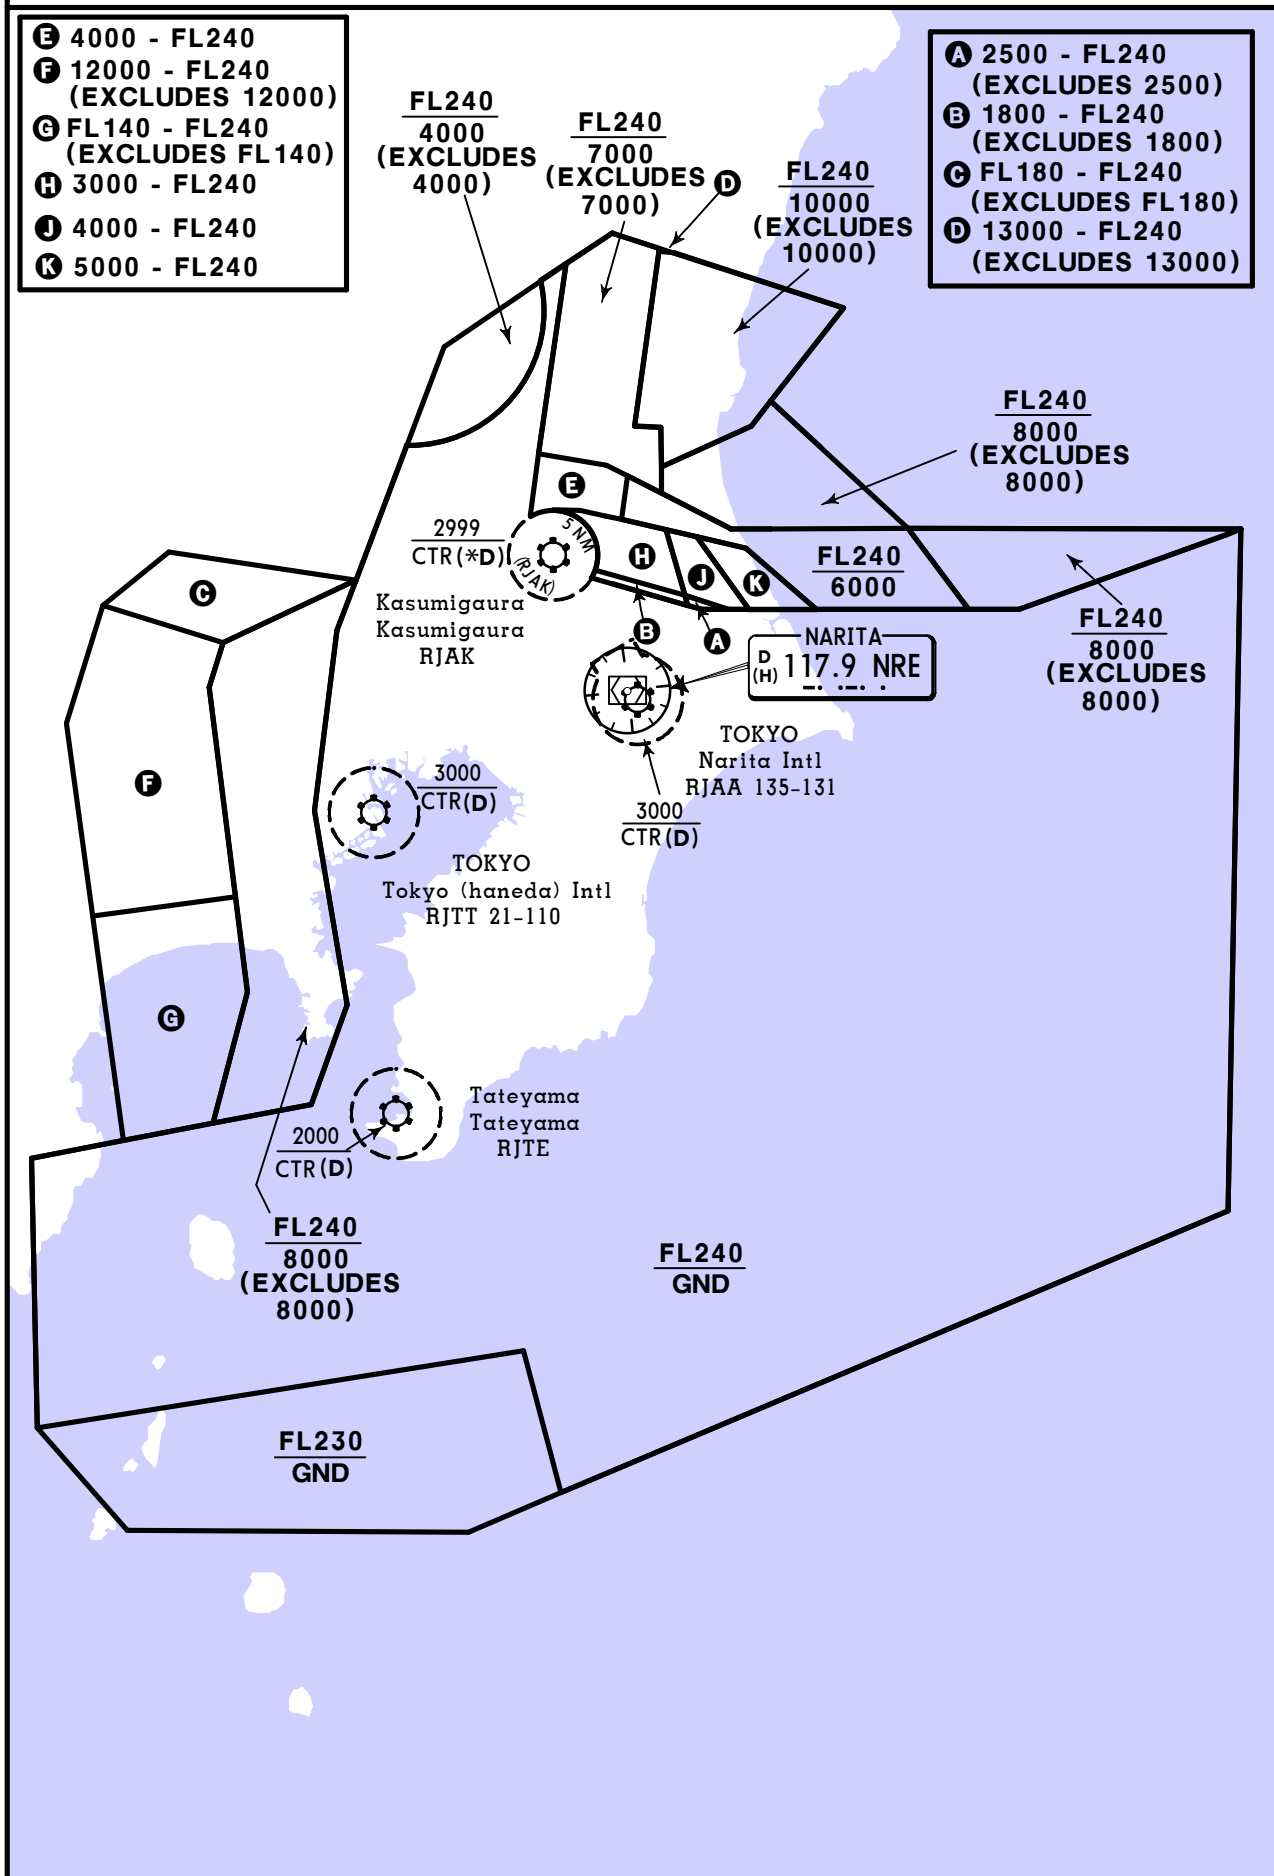 E 4000 - FL240
F 12000 - FL240
(EXCLUDES 12000)
G FL140 - FL240
(EXCLUDES FL140)
H 3000 - FL240
J 4000 - FL240
K 5000 - FL240
A 2500 - FL240
(EXCLUDES 2500)
B 1800 - FL240
(EXCLUDES 1800)
C FL180 - FL240
(EXCLUDES FL180)
D 13000 - FL240
(EXCLUDES 13000)
FL240
4000
(EXCLUDES
4000)
FL240
7000
(EXCLUDES
7000)
D
FL240
10000
(EXCLUDES
10000)
FL240
8000
(EXCLUDES
8000)
E
2999
CTR(*D)
5 NM
(RJAK)
H
J
K
FL240
6000
C
Kasumigaura
Kasumigaura
RJAK
B
A
NARITA
D
(H) 117.9 NRE
FL240
8000
(EXCLUDES
8000)
TOKYO
Narita Intl
RJAA 135-131
F
3000
CTR(D)
3000
CTR(D)
TOKYO
Tokyo (haneda) Intl
RJTT 21-110
G
Tateyama
Tateyama
RJTE
2000
CTR(D)
FL240
8000
(EXCLUDES
8000)
FL240
GND
FL230
GND